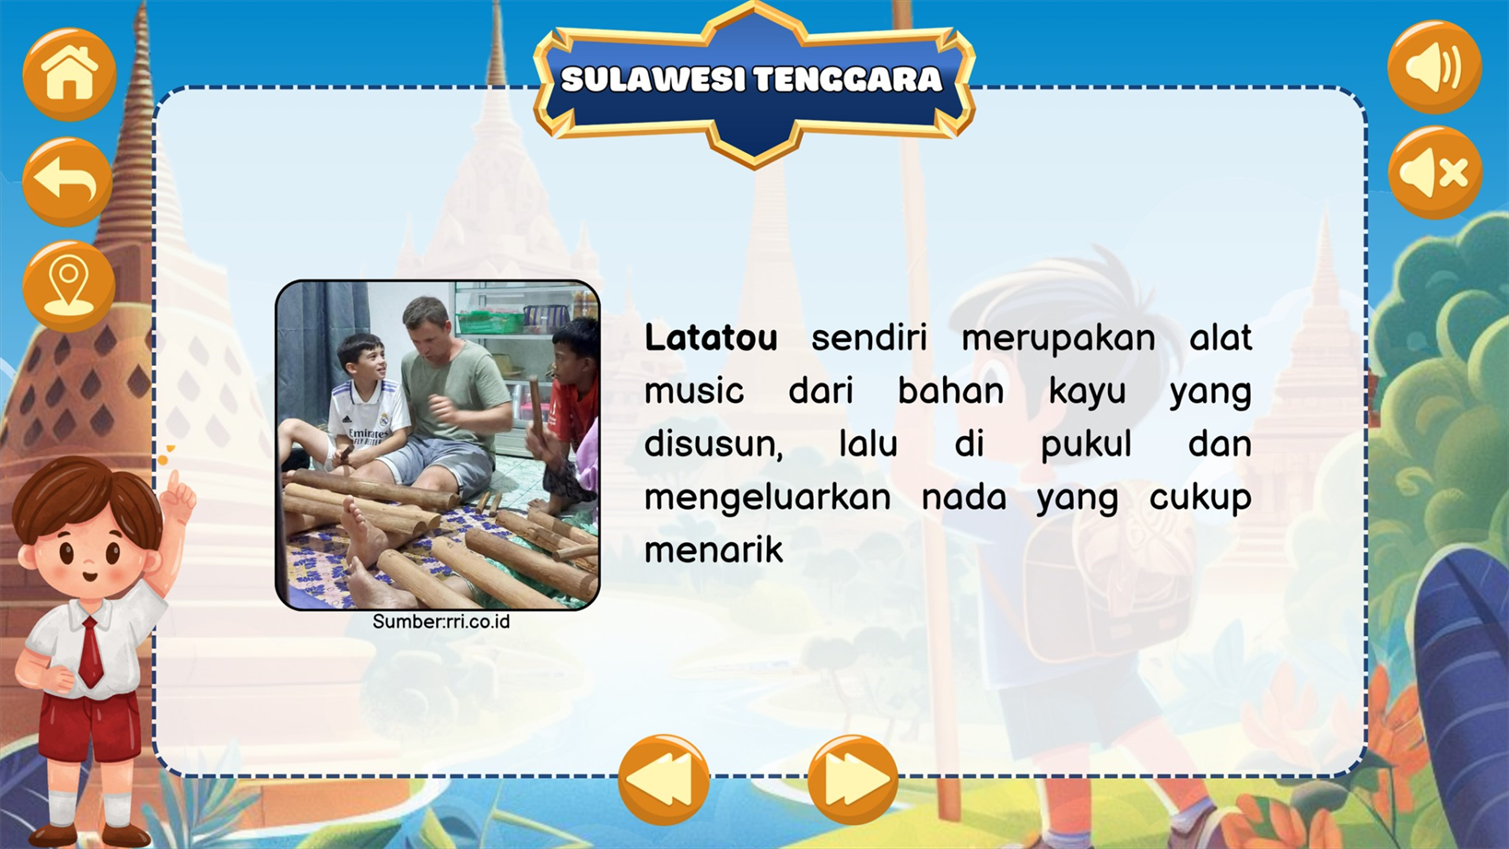 SULAWESI TENGGARA
Latatou sendiri merupakan alat
music dari bahan kayu yang
disusun, lalu di pukul dan
mengeluarkan nada yang cukup
menarik
Emirates
Sumber:rri.co.id